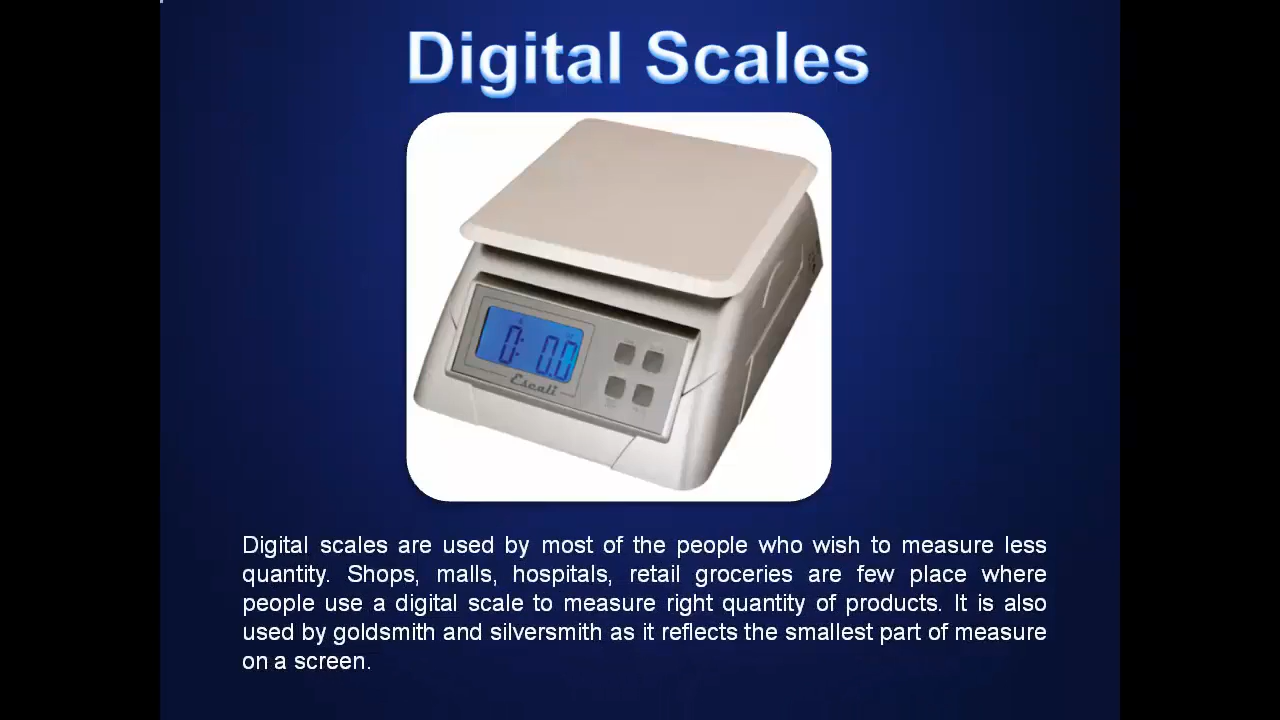 Digital Scales
0: 0.0
Escali
Digital scales are used by most of the people who wish to measure less
quantity. Shops, malls, hospitals, retail groceries are few place where
people use a digital scale to measure right quantity of products. It is also
used by goldsmith and silversmith as it reflects the smallest part of measure
on a screen.